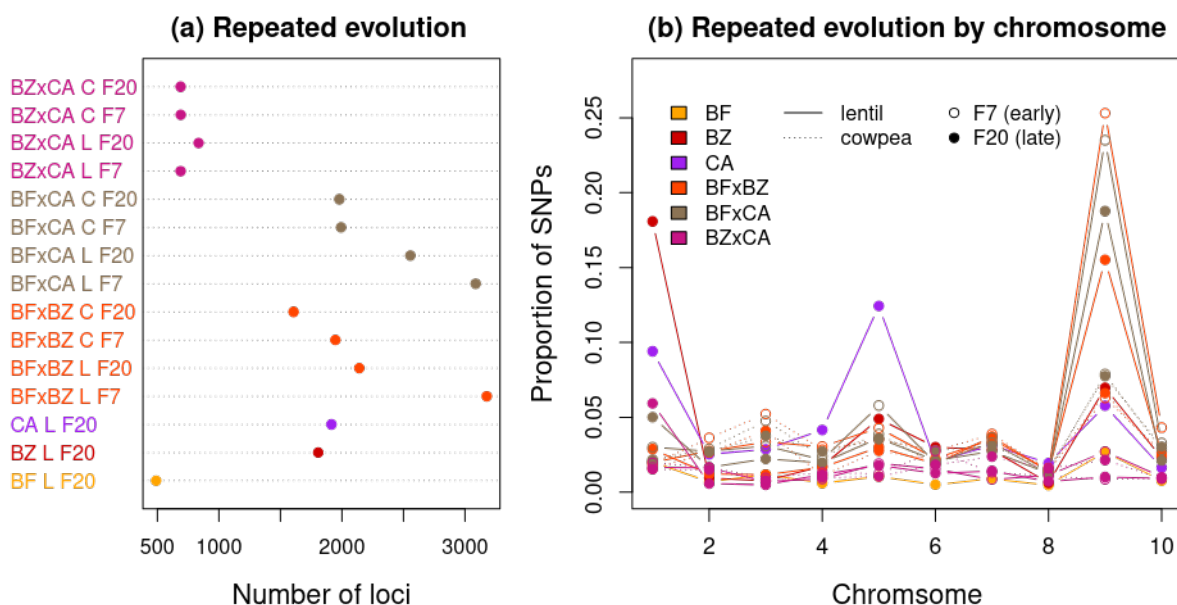 (a) Repeated evolution
BZxCA C F20
BZxCA C F7
BZxCA L F20
BZxCA L F7
BFxCA C F20
BFxCA C F7
BFxCA L F20
BFxCA L F7
BFxBZ C F20
BFxBZ C F7
BFxBZ L F20
BFxBZ L F7
CA L F20
BZ L F20
BF L F20
500 1000 2000 3000
Number of loci
(b) Repeated evolution by chromosome
Proportion of SNPs
0.25
0.20
0.15
0.10
0.05
0.00
BF
BZ
CA
BFxBZ
BFxCA
BZxCA
lentil
cowpea
F7 (early)
F20 (late)
2 4 6 8 10
Chromsome